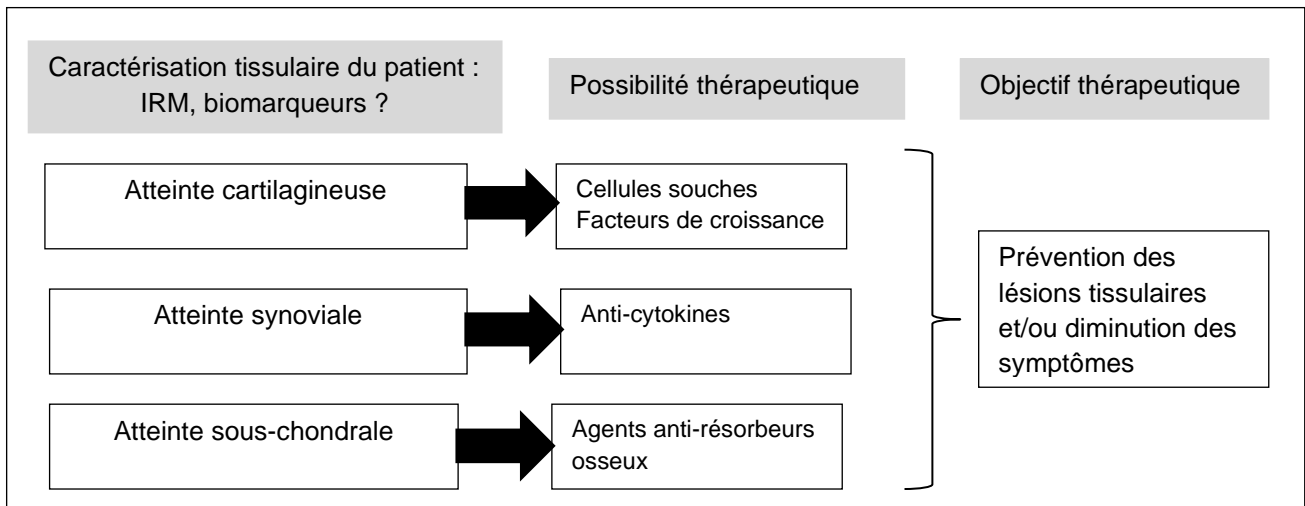 Caractérisation tissulaire du patient :
IRM, biomarqueurs ?
Possibilité thérapeutique
Objectif thérapeutique
Atteinte cartilagineuse
Cellules souches
Facteurs de croissance
Atteinte synoviale
Anti-cytokines
Atteinte sous-chondrale
Agents anti-résorbeurs
osseux
Prévention des
lésions tissulaires
et/ou diminution des
symptômes